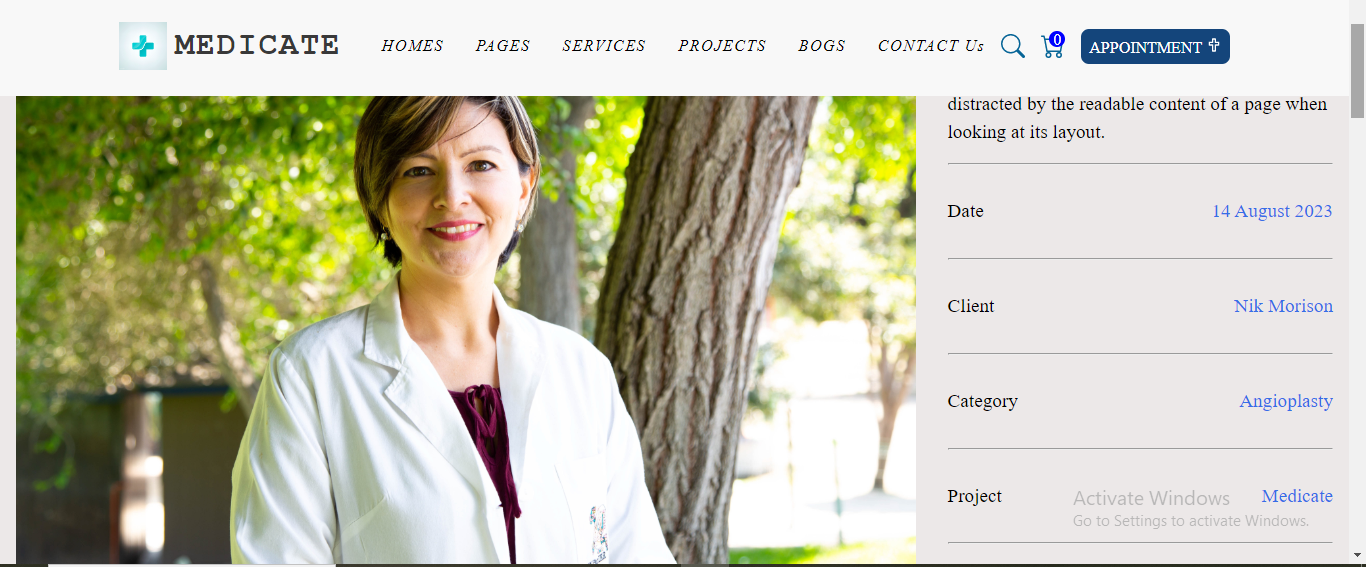 MEDICATE
HOMES PAGES SERVICES PROJECTS BOGS CONTACT Us 0 APPOINTMENT
distracted by the readable content of a page when
looking at its layout.
Date 14 August 2023
Client Nik Morison
Category Angioplasty
Project Medicate
Activate Windows
Go to Settings to activate Windows.